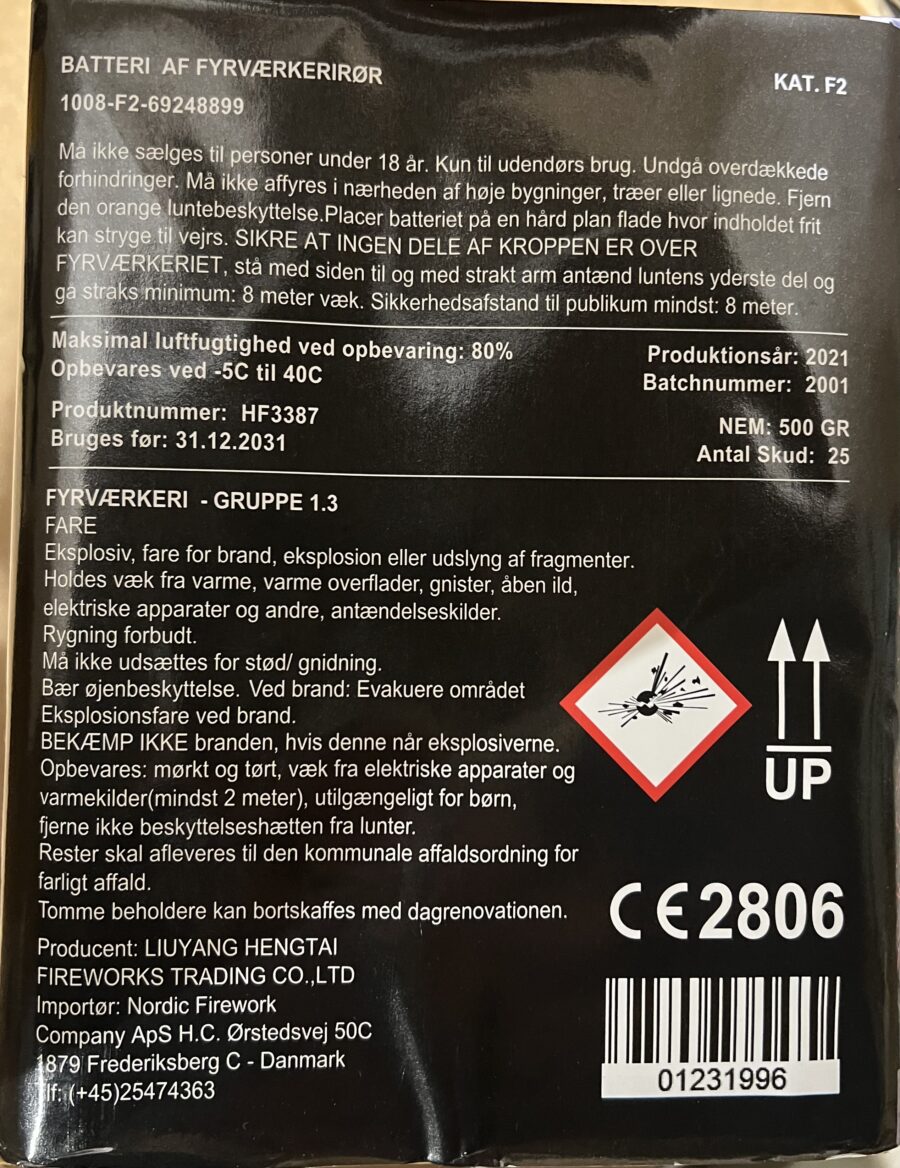 BATTERI AF FYRVÆRKERIRØR
KAT. F2
1008-F2-69248899
Må ikke sælges til personer under 18 år. Kun til udendørs brug. Undgå overdækkede
forhindringer. Må ikke affyres i nærheden af høje bygninger, træer eller lignede. Fjern
den orange luntebeskyttelse.Placer batteriet på en hård plan flade hvor indholdet frit
kan stryge til vejrs. SIKRE AT INGEN DELE AF KROPPEN ER OVER
FYRVÆRKERIET, stå med siden til og med strakt arm antænd luntens yderste del og
gå straks minimum: 8 meter væk. Sikkerhedsafstand til publikum mindst: 8 meter.
Maksimal luftfugtighed ved opbevaring: 80%
Opbevares ved -5C til 40C
Produktnummer: HF3387
Bruges før: 31.12.2031
Produktionsår: 2021
Batchnummer: 2001
NEM: 500 GR
Antal Skud: 25
FYRVÆRKERI - GRUPPE 1.3
FARE
Eksplosiv, fare for brand, eksplosion eller udslyng af fragmenter.
Holdes væk fra varme, varme overflader, gnister, åben ild,
elektriske apparater og andre, antændelseskilder.
Rygning forbudt.
Må ikke udsættes for stød/ gnidning.
Bær øjenbeskyttelse. Ved brand: Evakuere området
Eksplosionsfare ved brand.
BEKÆMP IKKE branden, hvis denne når eksplosiverne.
Opbevares: mørkt og tørt, væk fra elektriske apparater og
varmekilder(mindst 2 meter), utilgængeligt for børn,
fjerne ikke beskyttelseshætten fra lunter.
Rester skal afleveres til den kommunale affaldsordning for
farligt affald.
Tomme beholdere kan bortskaffes med dagrenovationen.
UP
CE2806
Producent: LIUYANG HENGTAI
FIREWORKS TRADING CO.,LTD
Importør: Nordic Firework
Company ApS H.C. Ørstedsvej 50C
1879 Frederiksberg C - Danmark
Tlf: (+45)25474363
01231996